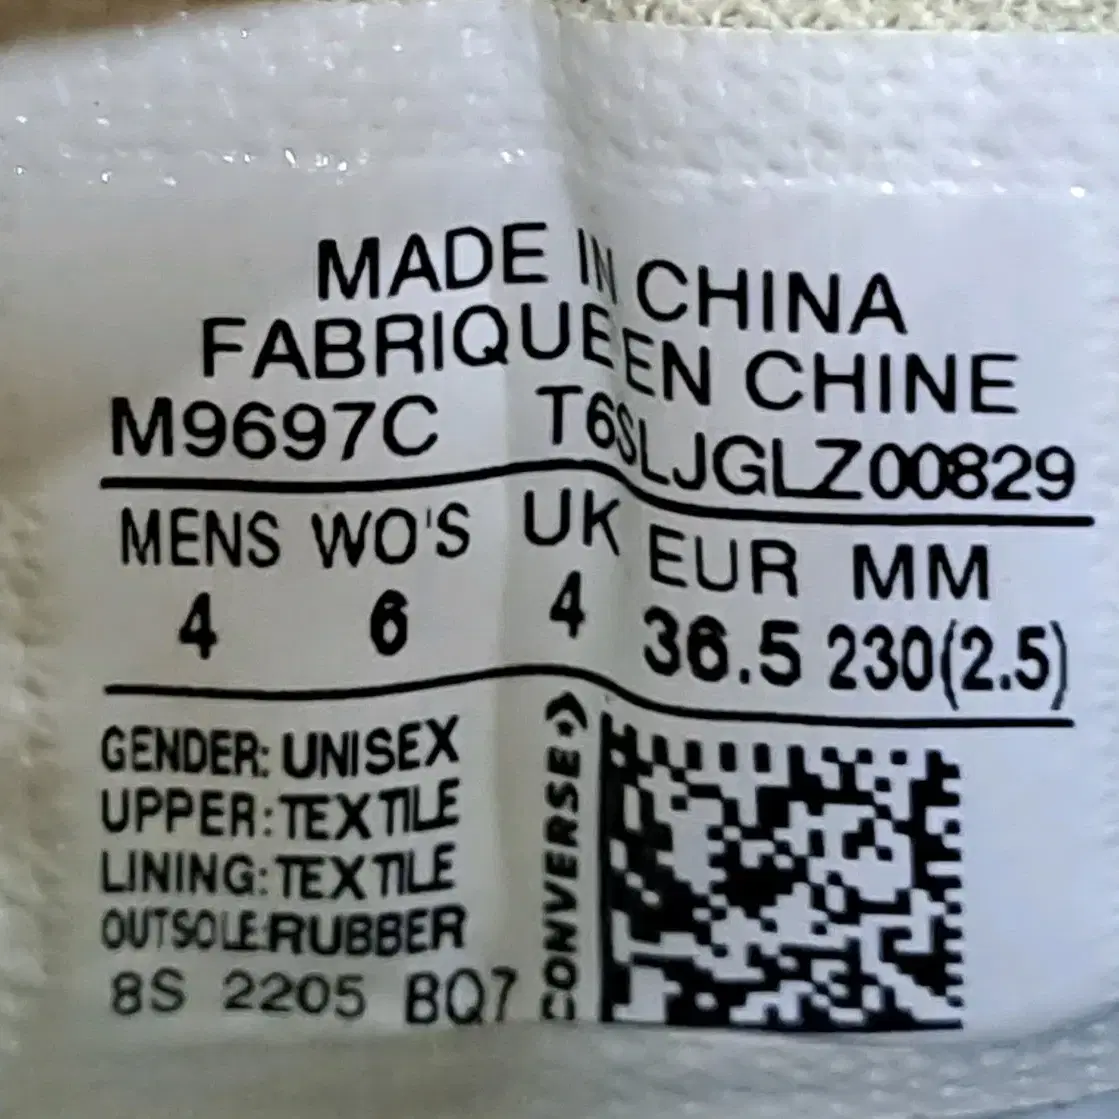 MADE IN CHINA
FABRIQUE EN CHINE
M9697C T6SLJGLZ00829
MENS WO'S UK EUR MM
4 6 4 36.5 230(2.5)
GENDER: UNISEX
UPPER: TEXTILE
LINING: TEXTILE
OUTSOLE:RUBBER
8S 2205 BQ7
CONVERSE